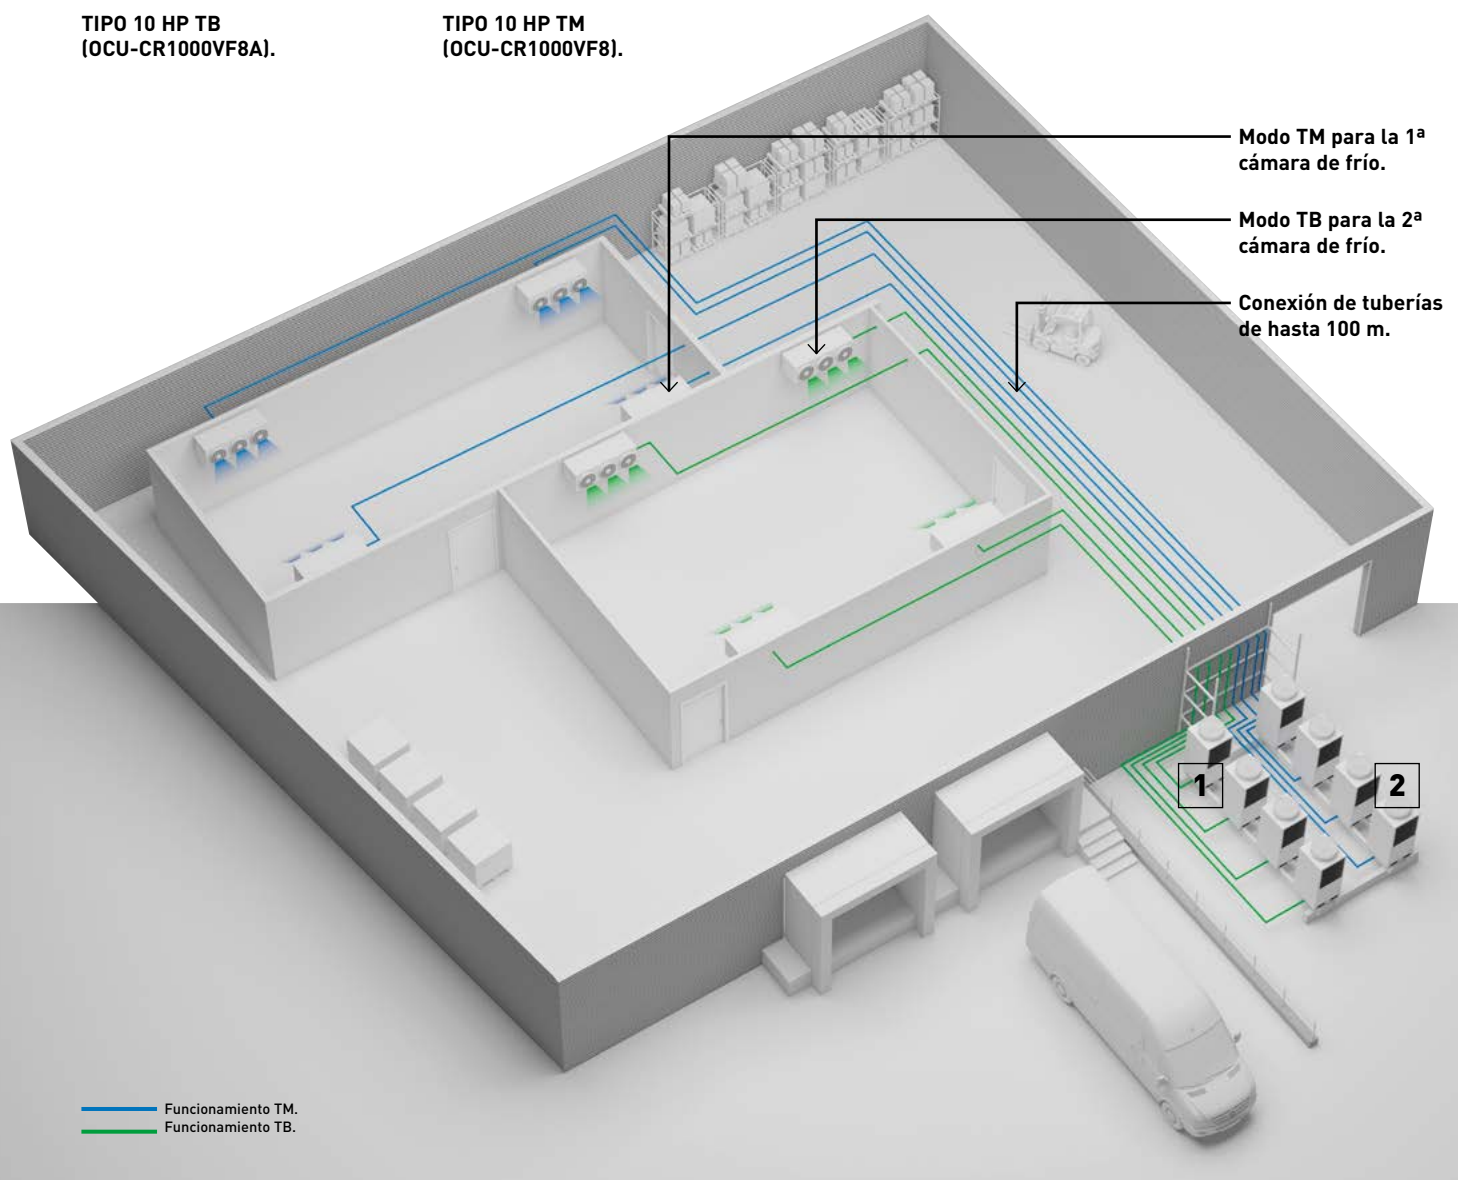 TIPO 10 HP TB
(OCU-CR1000VF8A).
TIPO 10 HP TM
(OCU-CR1000VF8).
Modo TM para la 1ª
cámara de frío.
Modo TB para la 2ª
cámara de frío.
Conexión de tuberías
de hasta 100 m.
1
2
Funcionamiento TM.
Funcionamiento TB.